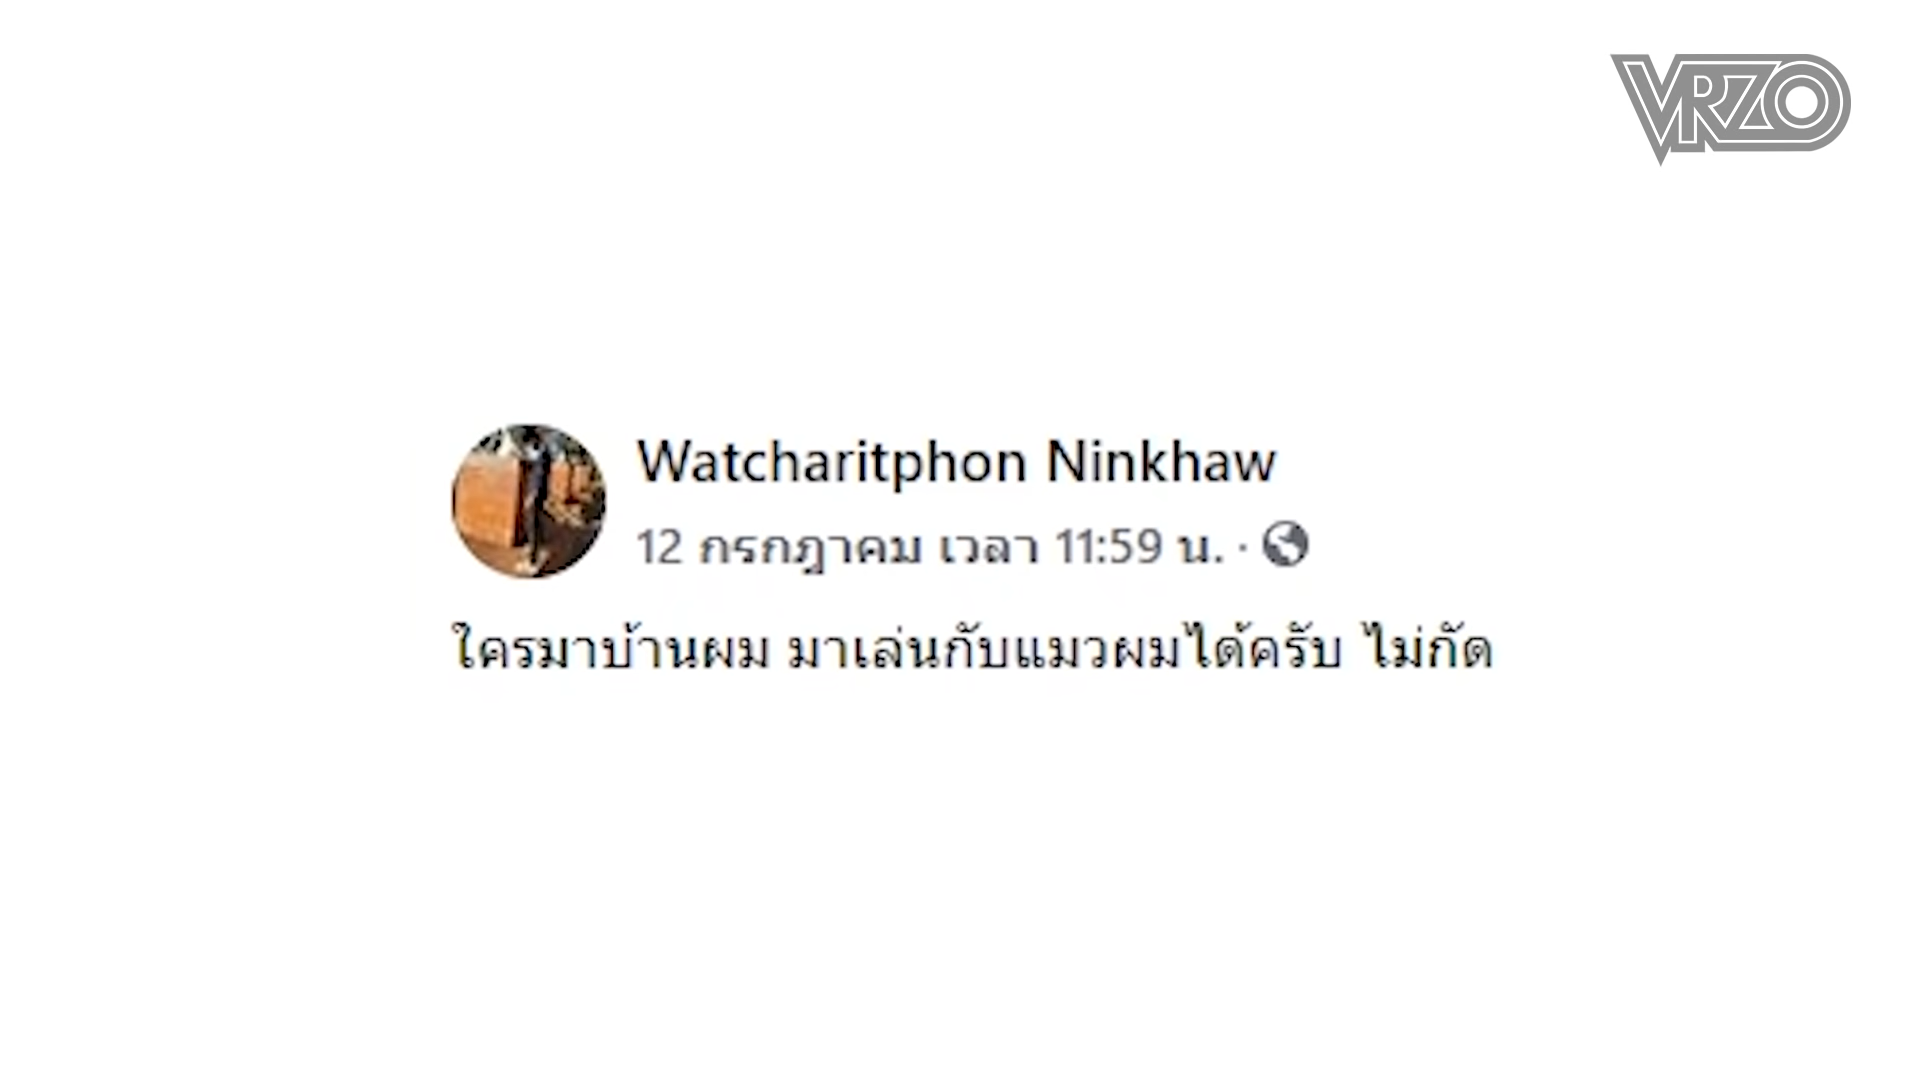 VRZO
Watcharitphon Ninkhaw
12 กรกฎาคม เวลา 11:59 น. ·
ใครมาบ้านผม มาเล่นกับแมวผมได้ครับ ไม่กัด